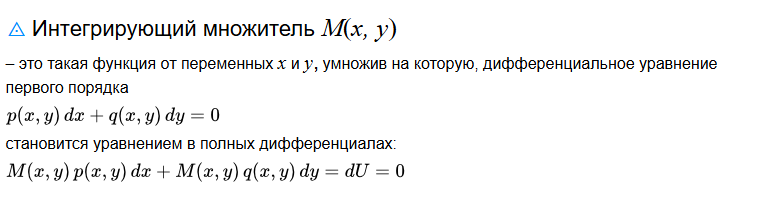 Интегрирующий множитель M(x, y)
– это такая функция от переменных x и y, умножив на которую, дифференциальное уравнение
первого порядка
p(x, y) dx + q(x, y) dy = 0
становится уравнением в полных дифференциалах:
M(x, y) p(x, y) dx + M(x, y) q(x, y) dy = dU = 0